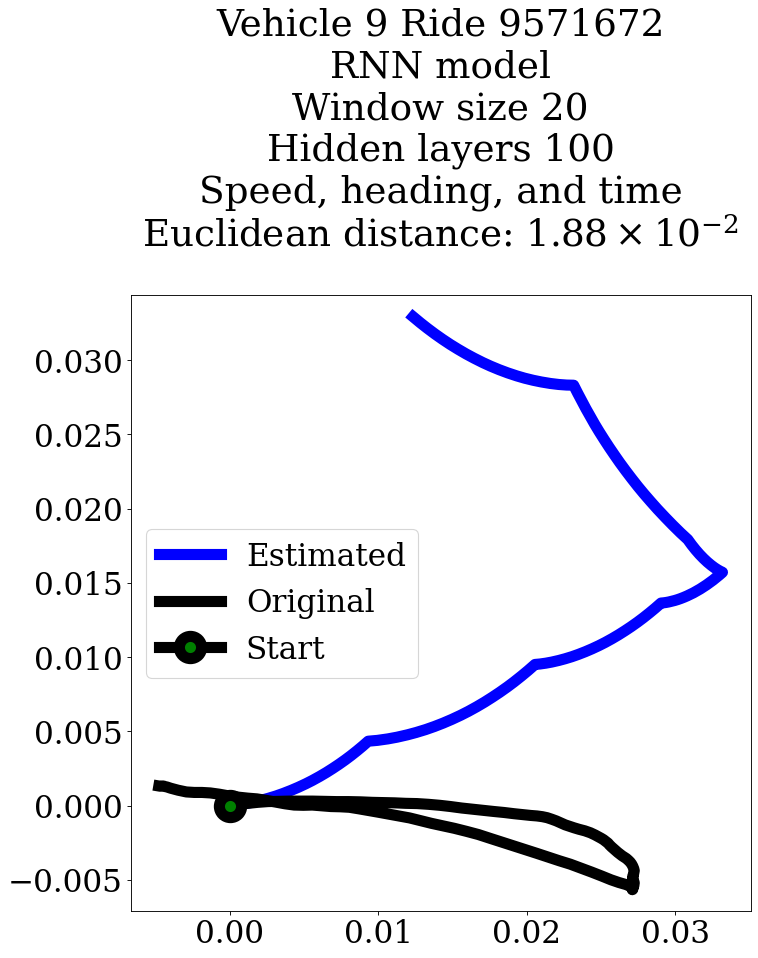 Vehicle 9 Ride 9571672
RNN model
Window size 20
Hidden layers 100
Speed, heading, and time
Euclidean distance: 1.88 × 10⁻²
0.030
0.025
0.020
0.015
0.010
0.005
0.000
−0.005
Estimated
Original
Start
0.00 0.01 0.02 0.03